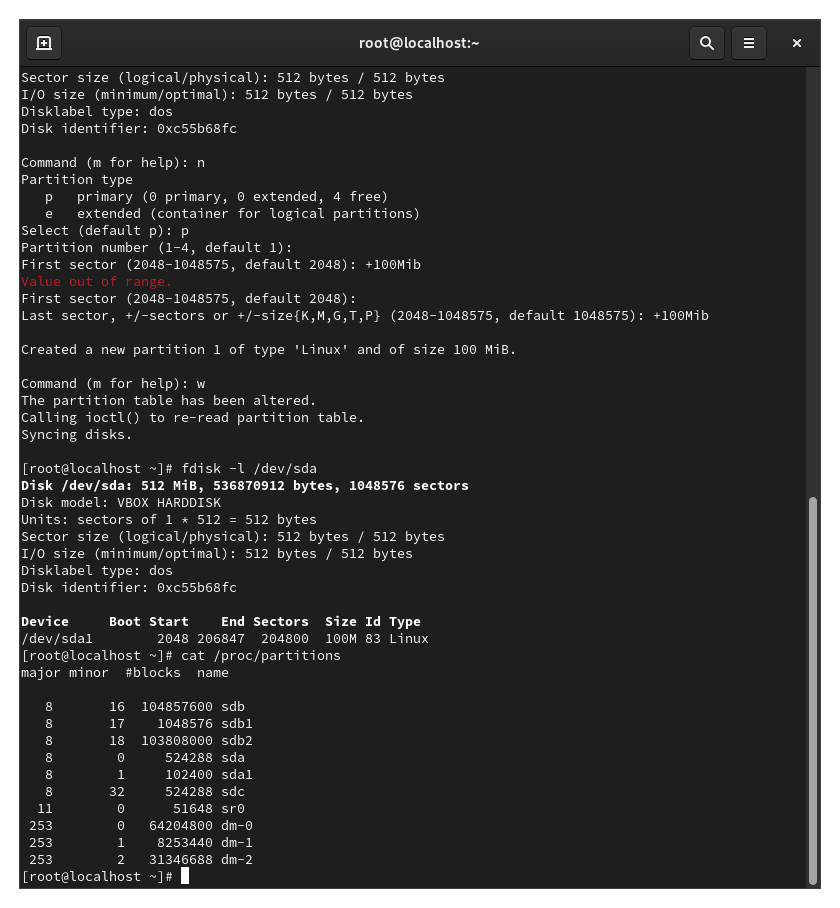 root@localhost:~
Sector size (logical/physical): 512 bytes / 512 bytes
I/O size (minimum/optimal): 512 bytes / 512 bytes
Disklabel type: dos
Disk identifier: 0xc55b68fc
Command (m for help): n
Partition type
   p   primary (0 primary, 0 extended, 4 free)
   e   extended (container for logical partitions)
Select (default p): p
Partition number (1-4, default 1):
First sector (2048-1048575, default 2048): +100Mib
Value out of range.
First sector (2048-1048575, default 2048):
Last sector, +/-sectors or +/-size{K,M,G,T,P} (2048-1048575, default 1048575): +100Mib
Created a new partition 1 of type 'Linux' and of size 100 MiB.
Command (m for help): w
The partition table has been altered.
Calling ioctl() to re-read partition table.
Syncing disks.
[root@localhost ~]# fdisk -l /dev/sda
Disk /dev/sda: 512 MiB, 536870912 bytes, 1048576 sectors
Disk model: VBOX HARDDISK
Units: sectors of 1 * 512 = 512 bytes
Sector size (logical/physical): 512 bytes / 512 bytes
I/O size (minimum/optimal): 512 bytes / 512 bytes
Disklabel type: dos
Disk identifier: 0xc55b68fc
Device     Boot Start    End Sectors  Size Id Type
/dev/sda1        2048 206847  204800  100M 83 Linux
[root@localhost ~]# cat /proc/partitions
major minor  #blocks  name
   8       16  104857600 sdb
   8       17    1048576 sdb1
   8       18  103808000 sdb2
   8        0     524288 sda
   8        1     102400 sda1
   8       32     524288 sdc
  11        0      51648 sr0
 253        0   64204800 dm-0
 253        1    8253440 dm-1
 253        2   31346688 dm-2
[root@localhost ~]#